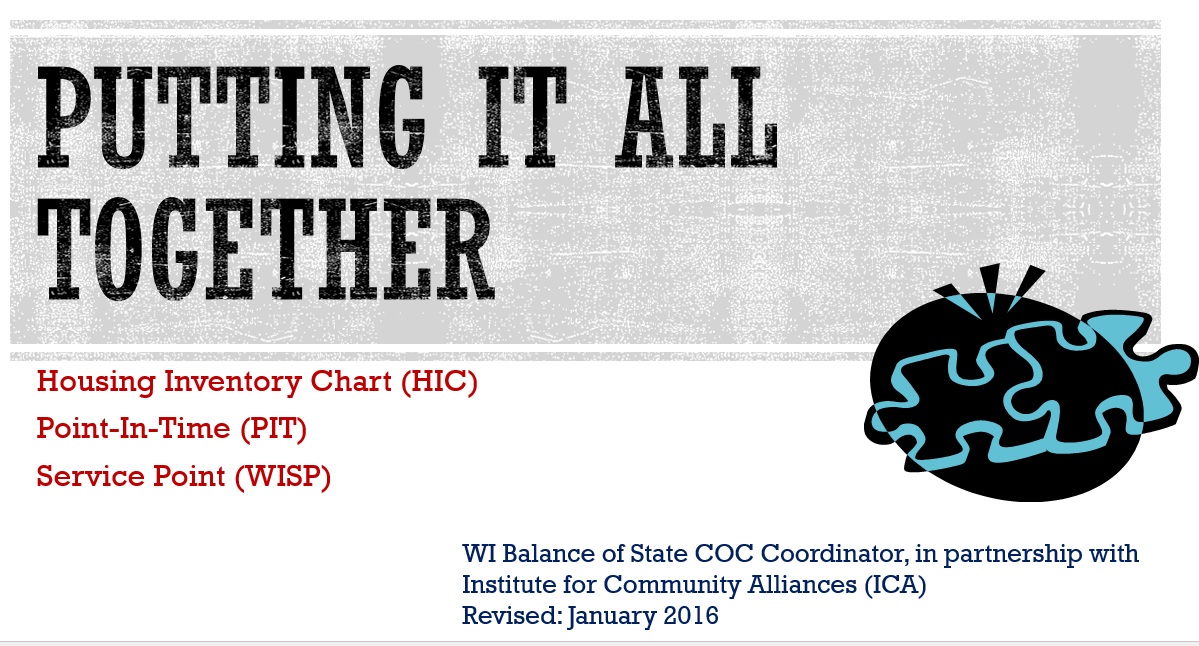 PUTTING IT ALL
TOGETHER
Housing Inventory Chart (HIC)
Point-In-Time (PIT)
Service Point (WISP)
WI Balance of State COC Coordinator, in partnership with
Institute for Community Alliances (ICA)
Revised: January 2016